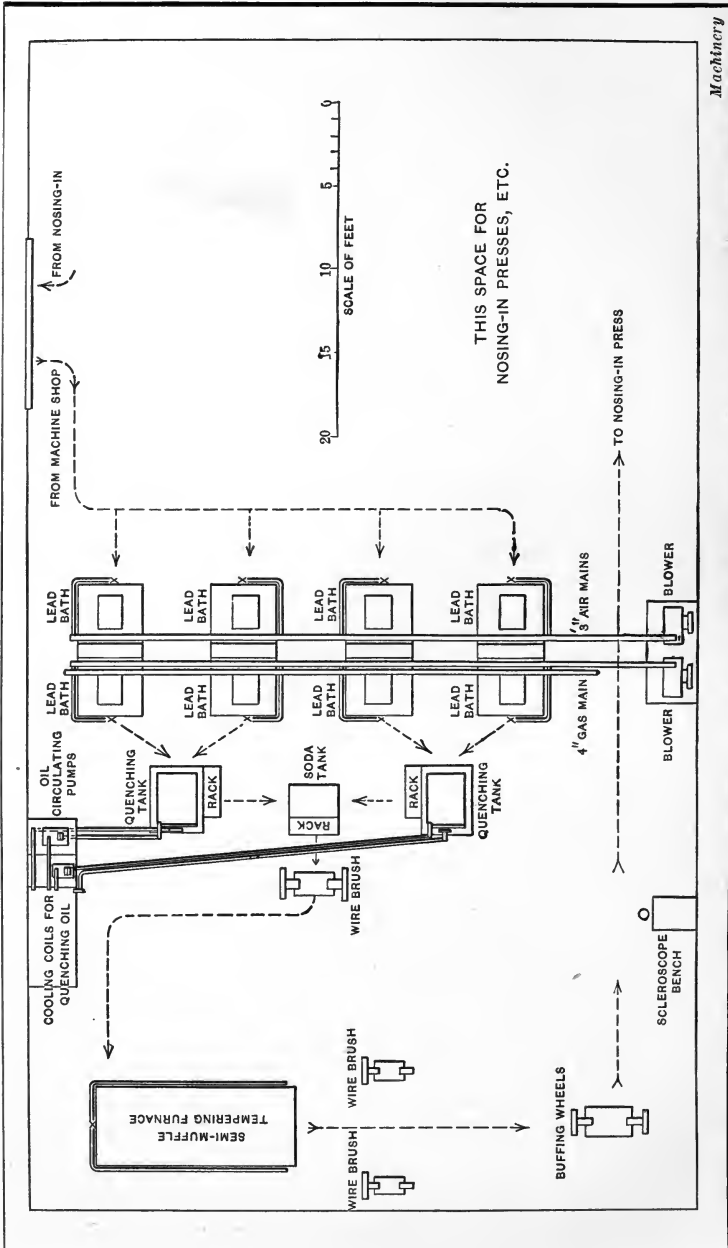 Machinery
FROM MACHINE SHOP
FROM NOSING-IN
0
5
10
15
20
SCALE OF FEET
THIS SPACE FOR
NOSING-IN PRESSES, ETC.
TO NOSING-IN PRESS
LEAD
BATH
LEAD
BATH
LEAD
BATH
LEAD
BATH
LEAD
BATH
LEAD
BATH
LEAD
BATH
LEAD
BATH
3" AIR MAINS
4" GAS MAIN
BLOWER
BLOWER
OIL
CIRCULATING
PUMPS
COOLING COILS FOR
QUENCHING OIL
QUENCHING
TANK
RACK
SODA
TANK
RACK
RACK
QUENCHING
TANK
WIRE BRUSH
SEMI-MUFFLE
TEMPERING FURNACE
WIRE BRUSH
WIRE BRUSH
BUFFING WHEELS
SCLEROSCOPE
BENCH